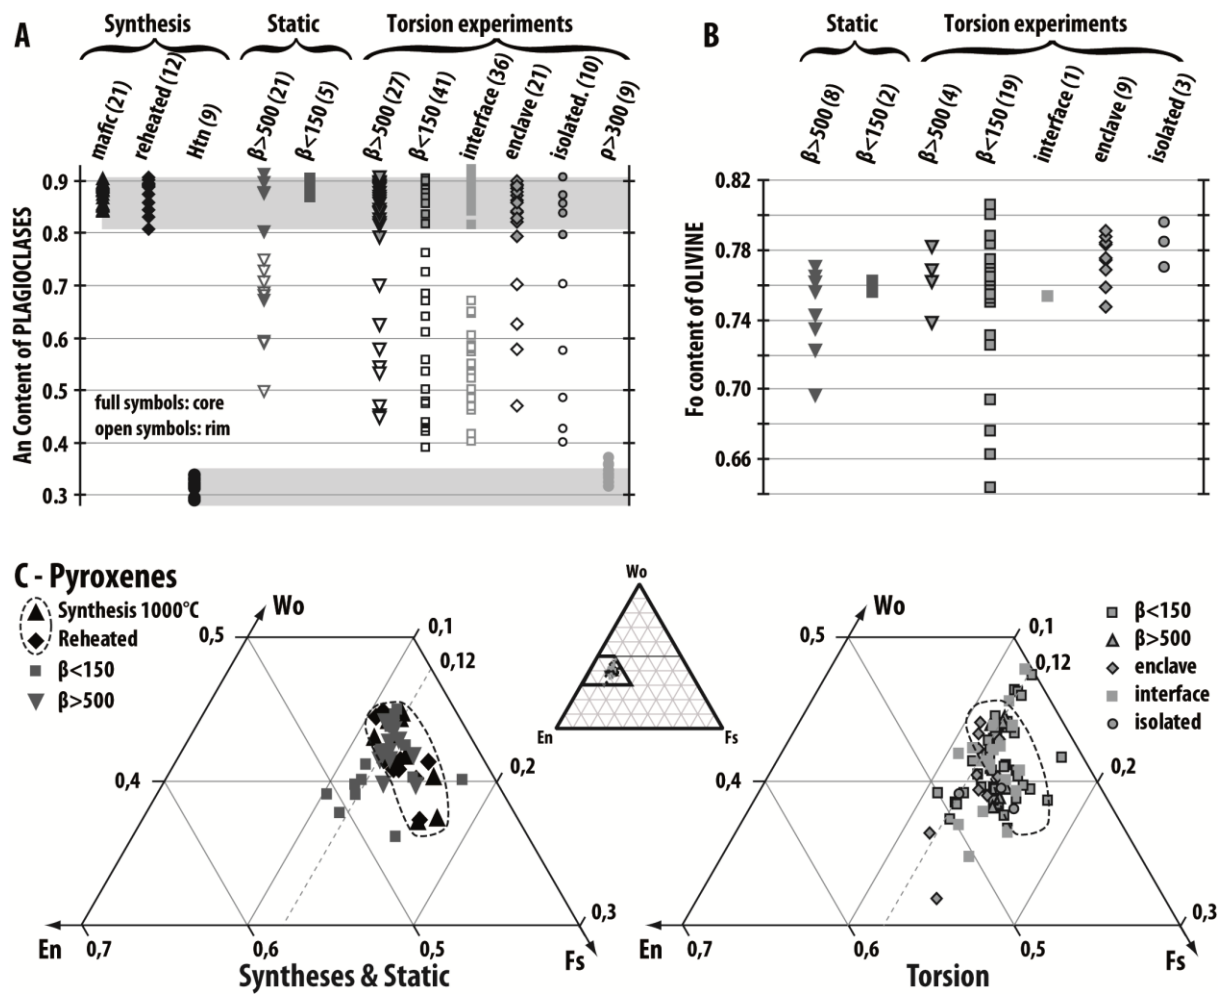 A
Synthesis
Static
Torsion experiments
mafic (21)
reheated (12)
Htn (9)
β>500 (21)
β<150 (5)
β>500 (27)
β<150 (41)
interface (36)
enclave (21)
isolated. (10)
ρ>300 (9)
An Content of PLAGIOCLASES
0.9
0.8
0.7
0.6
0.5
0.4
0.3
full symbols: core
open symbols: rim
B
Static
Torsion experiments
β>500 (8)
β<150 (2)
β>500 (4)
β<150 (19)
interface (1)
enclave (9)
isolated (3)
Fo content of OLIVINE
0.82
0.78
0.74
0.70
0.66
C - Pyroxenes
Synthesis 1000°C
Reheated
β<150
β>500
Wo
0,5
0,1
0,12
0,4
0,2
0,3
En
0,7
0,6
0,5
Fs
Syntheses & Static
Wo
En
Fs
Wo
0,5
0,1
0,12
0,4
0,2
0,3
En
0,7
0,6
0,5
Fs
Torsion
β<150
β>500
enclave
interface
isolated